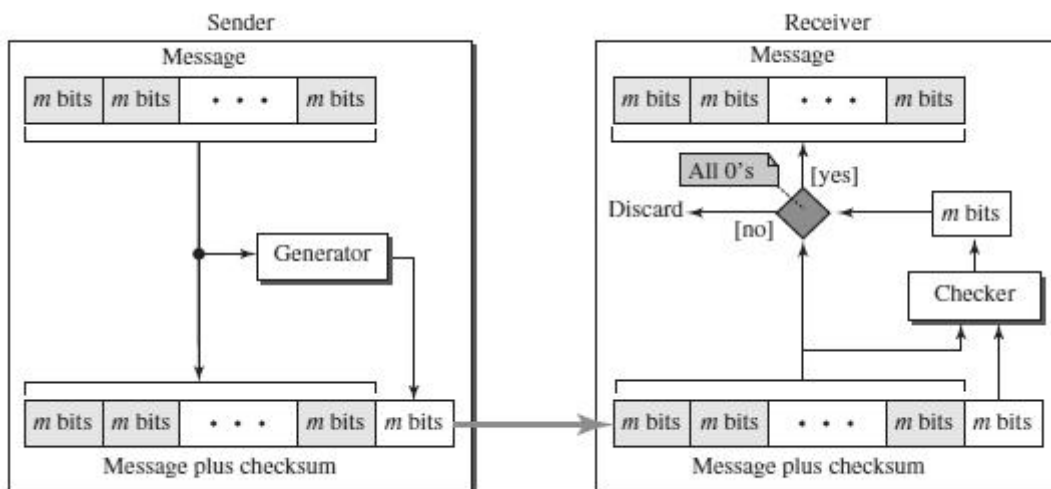 Sender
Message
m bits m bits • • • m bits
Generator
m bits m bits • • • m bits m bits
Message plus checksum
Receiver
Message
m bits m bits • • • m bits
All 0's
[yes]
Discard
[no]
m bits
Checker
m bits m bits • • • m bits m bits
Message plus checksum